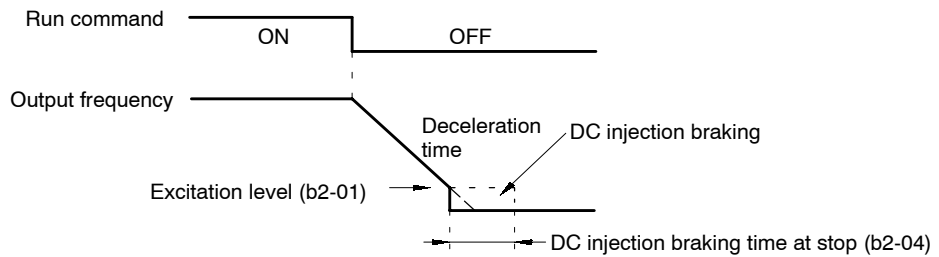 Run command
ON
OFF
Output frequency
Deceleration
time
DC injection braking
Excitation level (b2-01)
DC injection braking time at stop (b2-04)